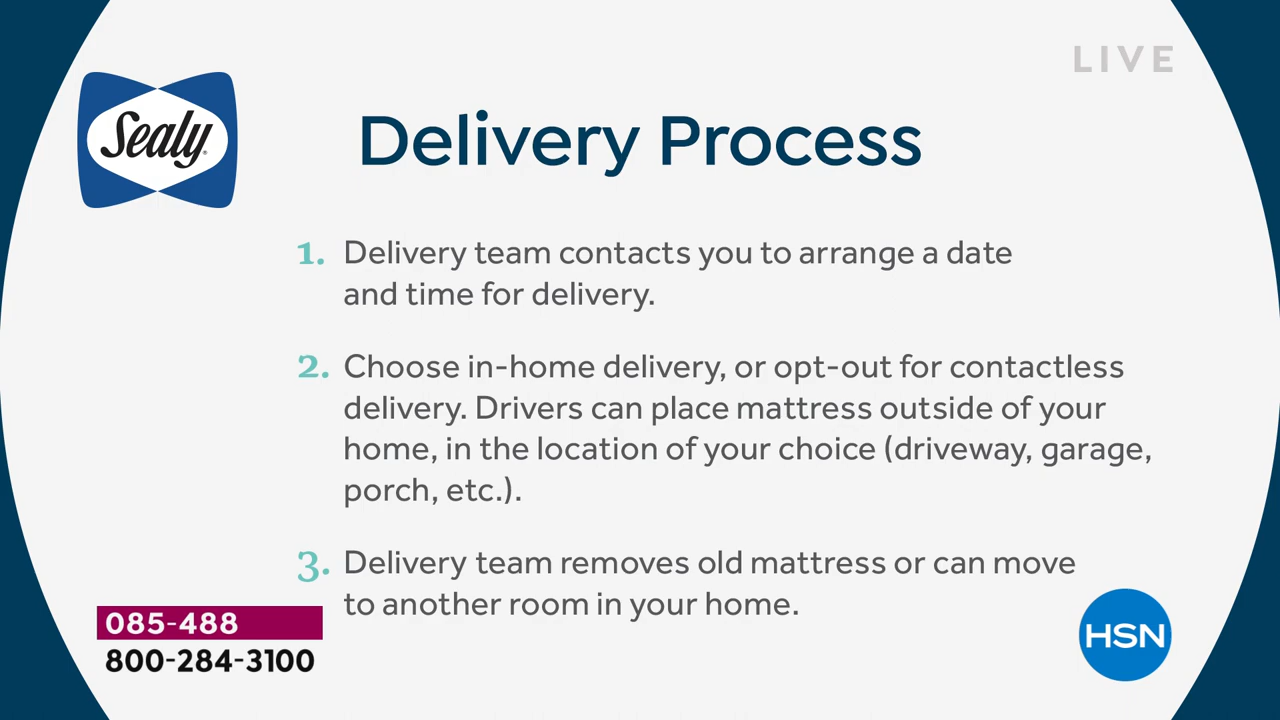 LIVE
Sealy
Delivery Process
1. Delivery team contacts you to arrange a date
and time for delivery.
2. Choose in-home delivery, or opt-out for contactless
delivery. Drivers can place mattress outside of your
home, in the location of your choice (driveway, garage,
porch, etc.).
3. Delivery team removes old mattress or can move
to another room in your home.
085-488
800-284-3100
HSN